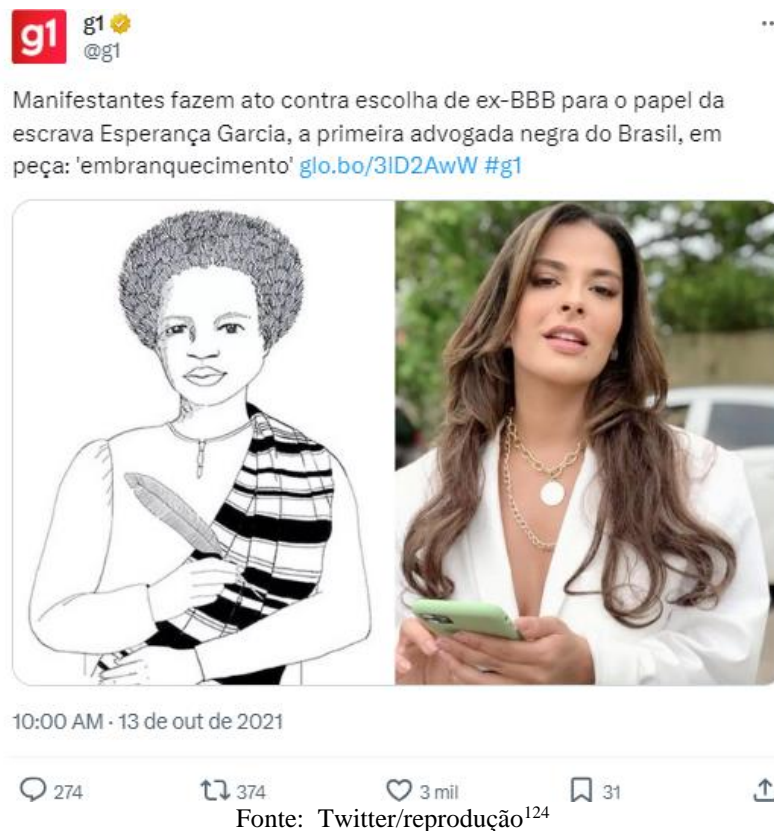 g1
g1
@g1
Manifestantes fazem ato contra escolha de ex-BBB para o papel da
escrava Esperança Garcia, a primeira advogada negra do Brasil, em
peça: 'embranquecimento' glo.bo/3lD2AwW #g1
10:00 AM · 13 de out de 2021
274
374
3 mil
31
Fonte: Twitter/reprodução124